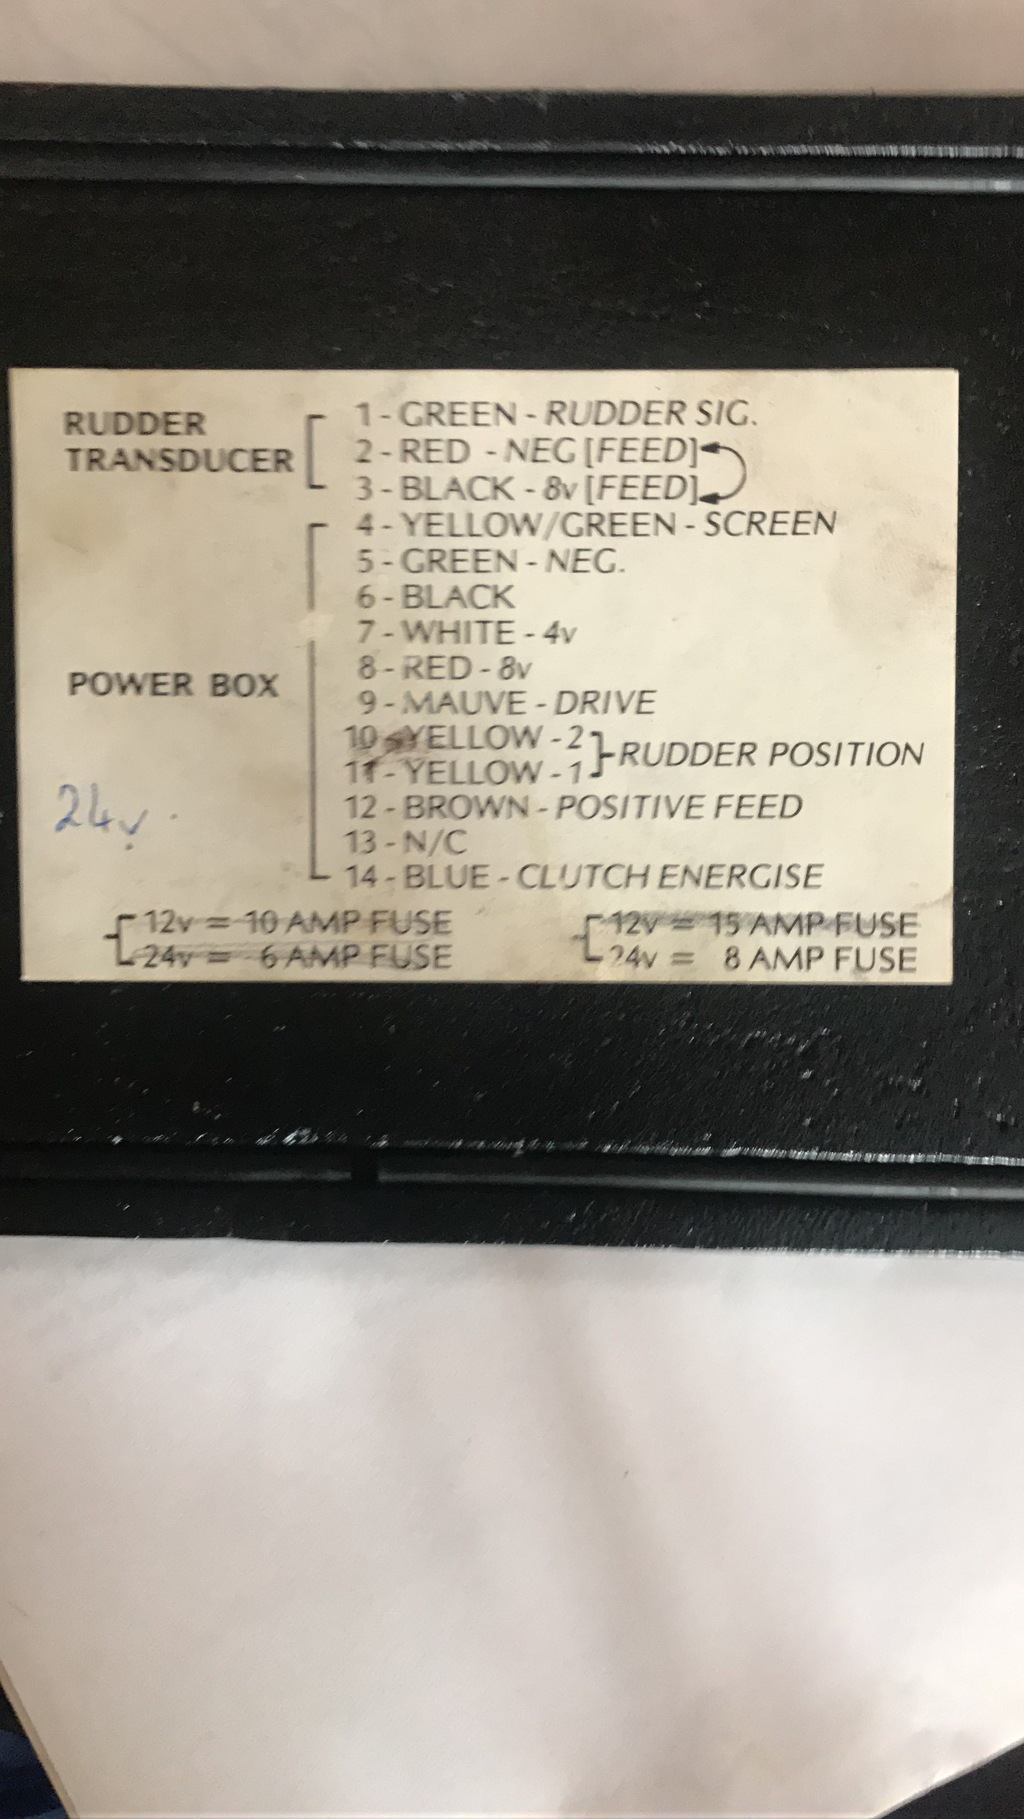 RUDDER TRANSDUCER
1 - GREEN - RUDDER SIG.
2 - RED - NEG [FEED]
3 - BLACK - 8v [FEED]
4 - YELLOW/GREEN - SCREEN
5 - GREEN - NEG.
6 - BLACK
7 - WHITE - 4v
8 - RED - 8v
POWER BOX
9 - MAUVE - DRIVE
10 - YELLOW - 2
11 - YELLOW - 1
RUDDER POSITION
12 - BROWN - POSITIVE FEED
24v.
13 - N/C
14 - BLUE - CLUTCH ENERGISE
12v = 10 AMP FUSE 12v = 15 AMP FUSE
24v = 6 AMP FUSE 24v = 8 AMP FUSE